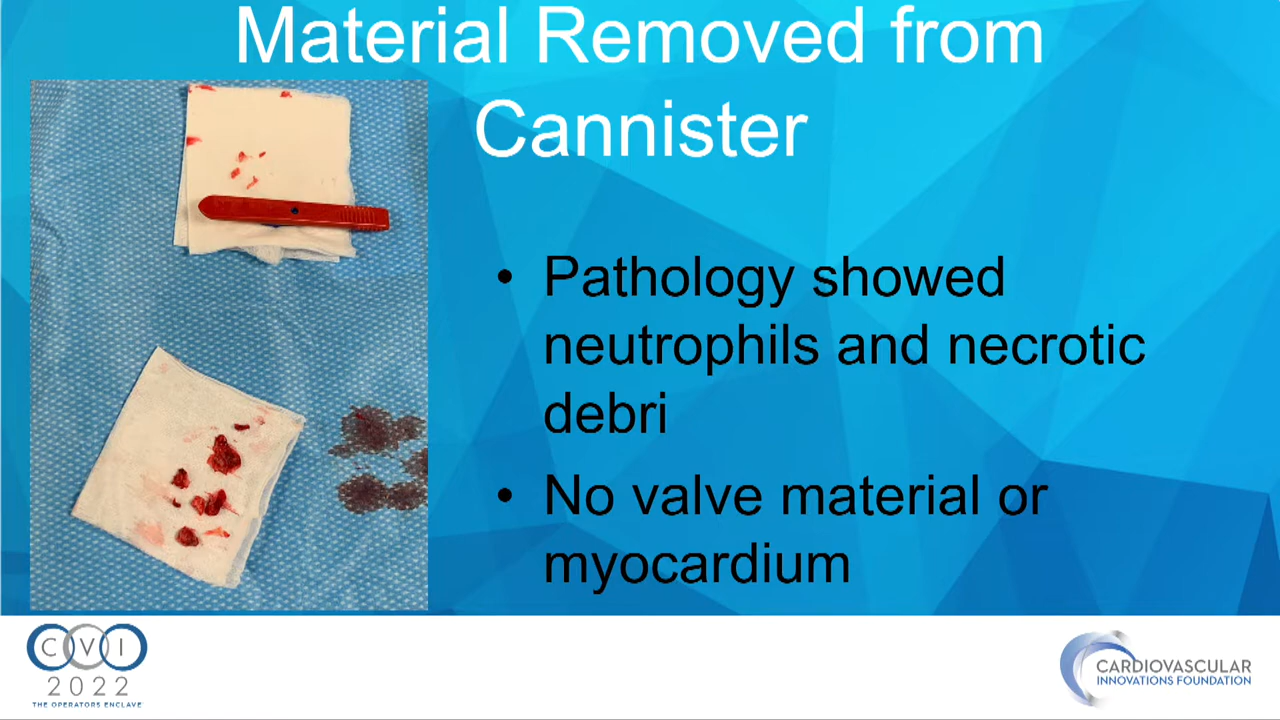 Material Removed from
Cannister
• Pathology showed
neutrophils and necrotic
debri
• No valve material or
myocardium
C V I
2022
THE OPERATORS ENCLAVE
CARDIOVASCULAR
INNOVATIONS FOUNDATION